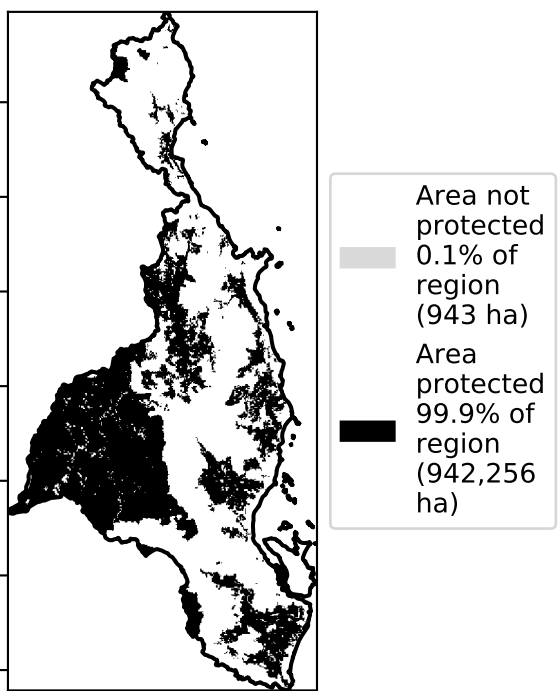 Area not
protected
0.1% of
region
(943 ha)
Area
protected
99.9% of
region
(942,256
ha)